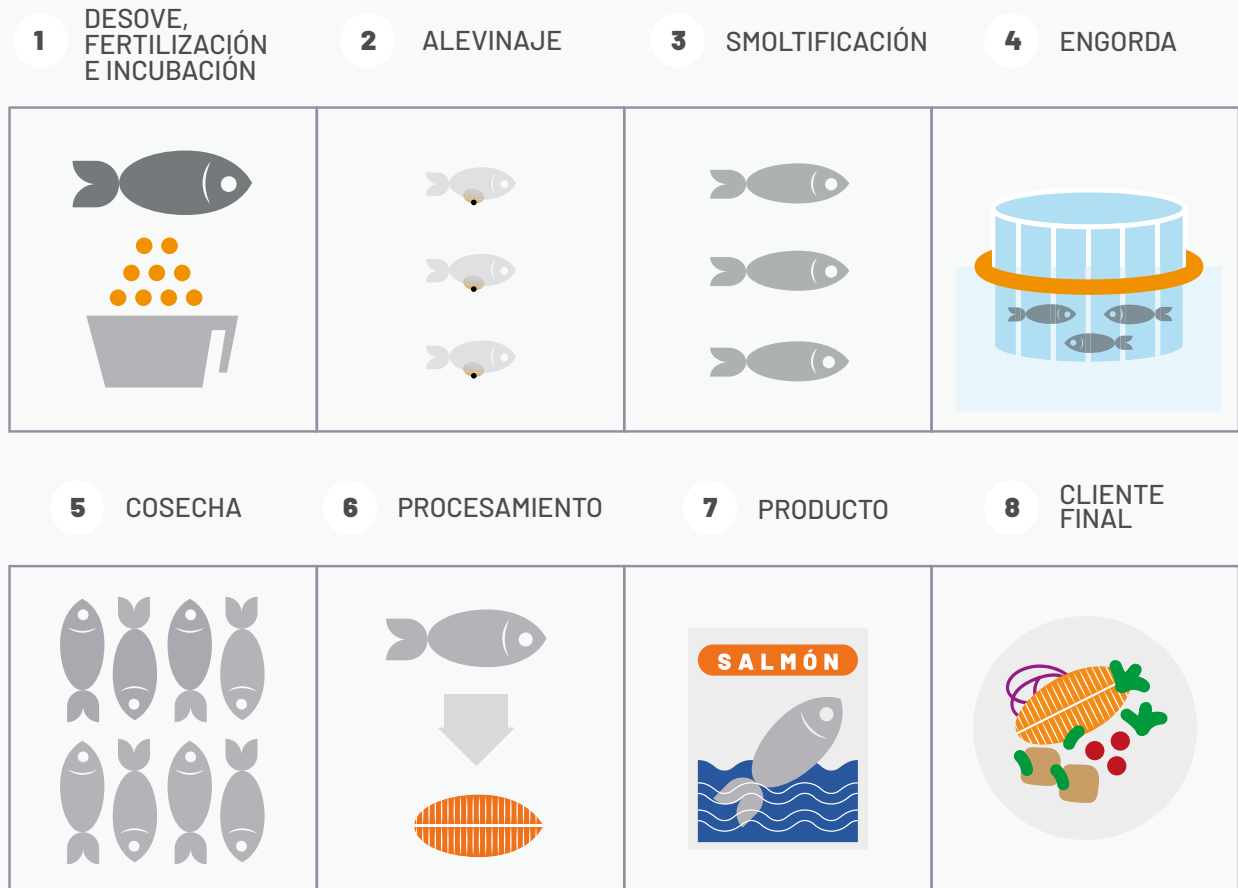 1
DESOVE,
FERTILIZACIÓN
E INCUBACIÓN
2 ALEVINAJE
3 SMOLTIFICACIÓN
4 ENGORDA
5 COSECHA
6 PROCESAMIENTO
7 PRODUCTO
SALMÓN
8
CLIENTE
FINAL